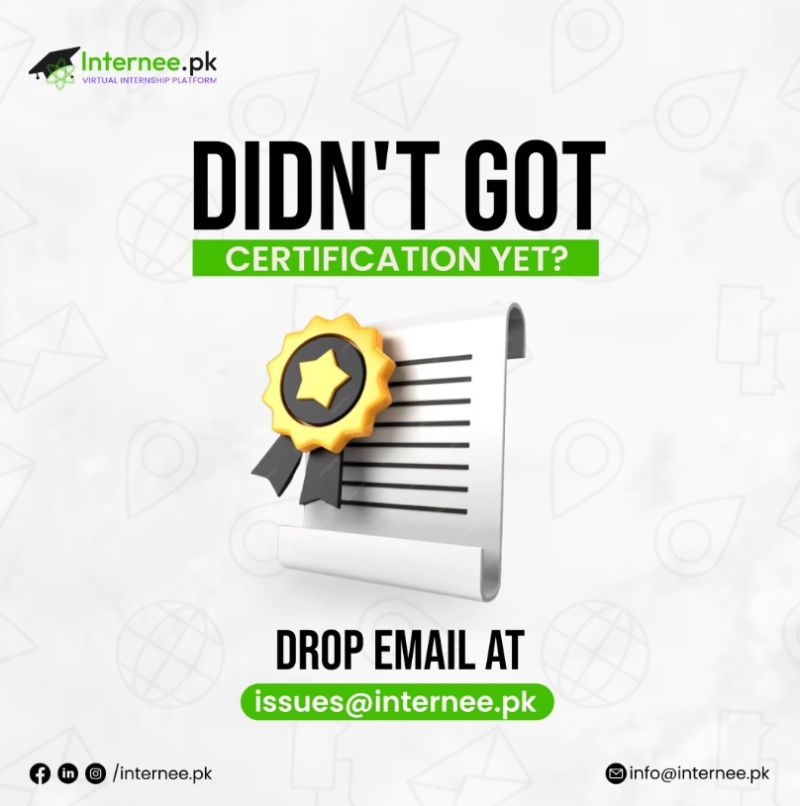 Internee.pk
VIRTUAL INTERNSHIP PLATFORM
DIDN'T GOT
CERTIFICATION YET?
DROP EMAIL AT
issues@internee.pk
/internee.pk
info@internee.pk